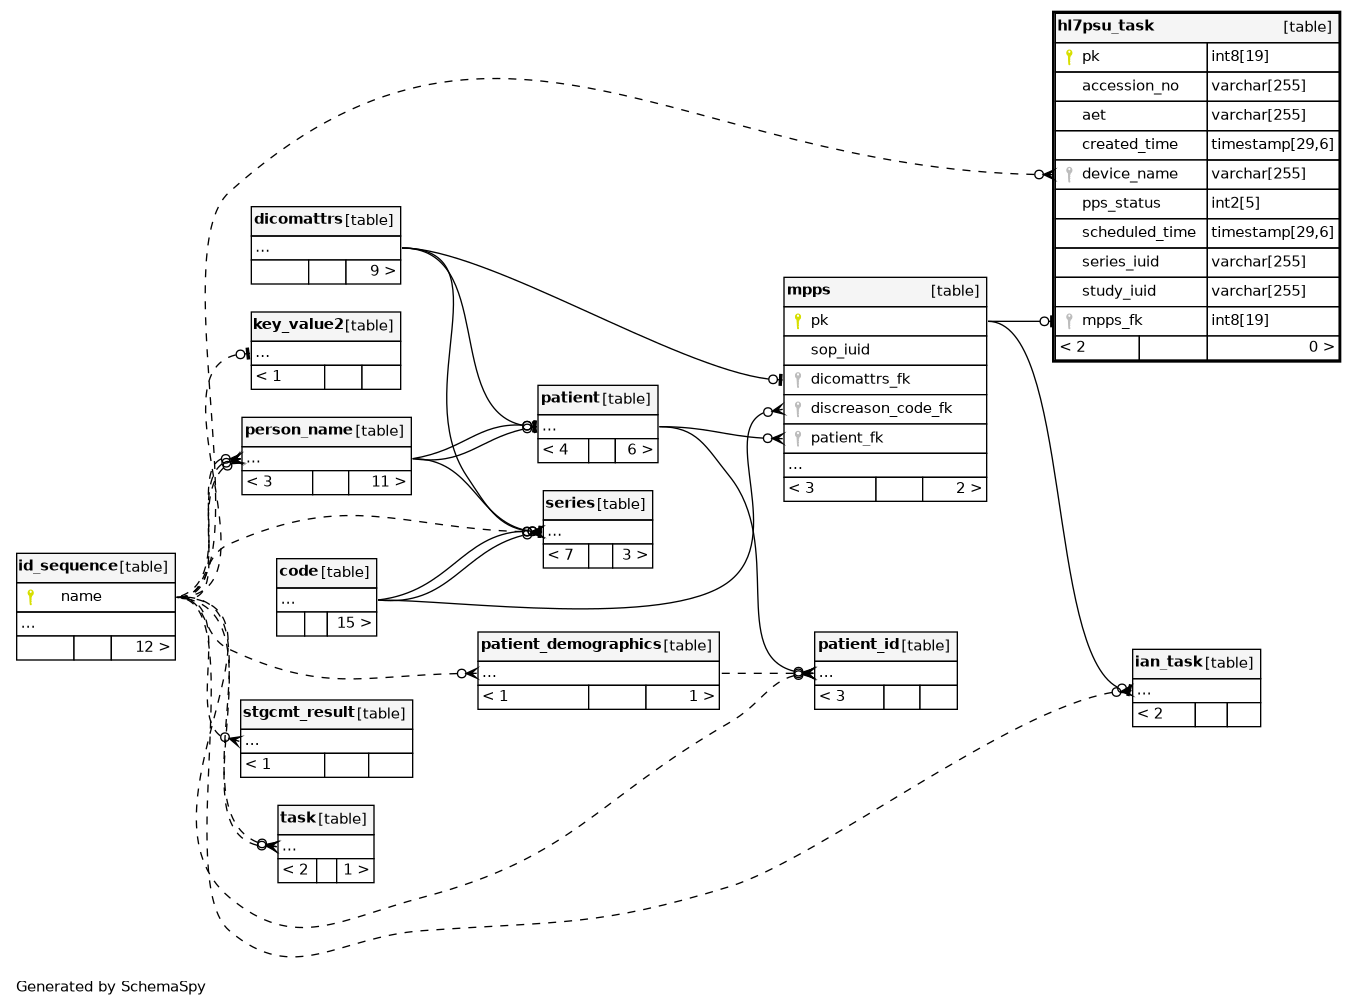 hl7psu_task [table]
pk int8[19]
accession_no varchar[255]
aet varchar[255]
created_time timestamp[29,6]
device_name varchar[255]
pps_status int2[5]
scheduled_time timestamp[29,6]
series_iuid varchar[255]
study_iuid varchar[255]
mpps_fk int8[19]
< 2 0 >
dicomattrs [table]
...
9 >
key_value2 [table]
...
< 1
person_name [table]
...
< 3 11 >
patient [table]
...
< 4 6 >
series [table]
...
< 7 3 >
mpps [table]
pk
sop_iuid
dicomattrs_fk
discreason_code_fk
patient_fk
...
< 3 2 >
id_sequence [table]
name
...
12 >
code [table]
...
15 >
patient_demographics [table]
...
< 1 1 >
patient_id [table]
...
< 3
ian_task [table]
...
< 2
stgcmt_result [table]
...
< 1
task [table]
...
< 2 1 >
Generated by SchemaSpy